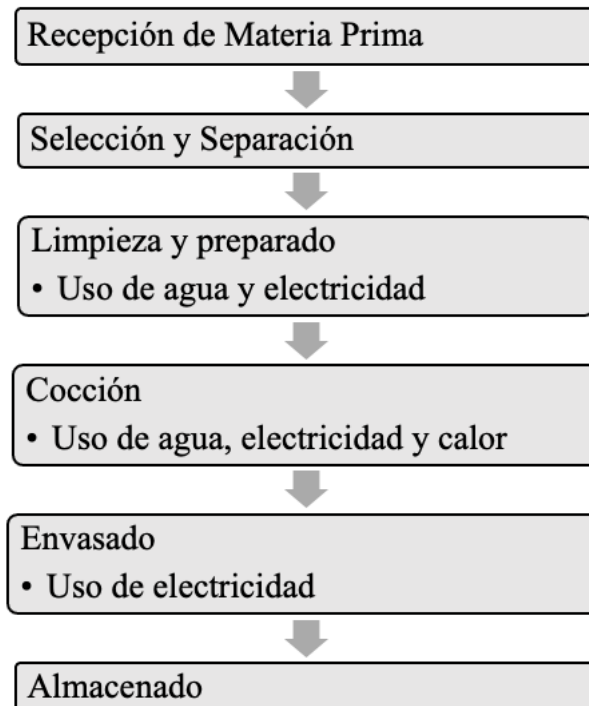 Recepción de Materia Prima
Selección y Separación
Limpieza y preparado
• Uso de agua y electricidad
Cocción
• Uso de agua, electricidad y calor
Envasado
• Uso de electricidad
Almacenado